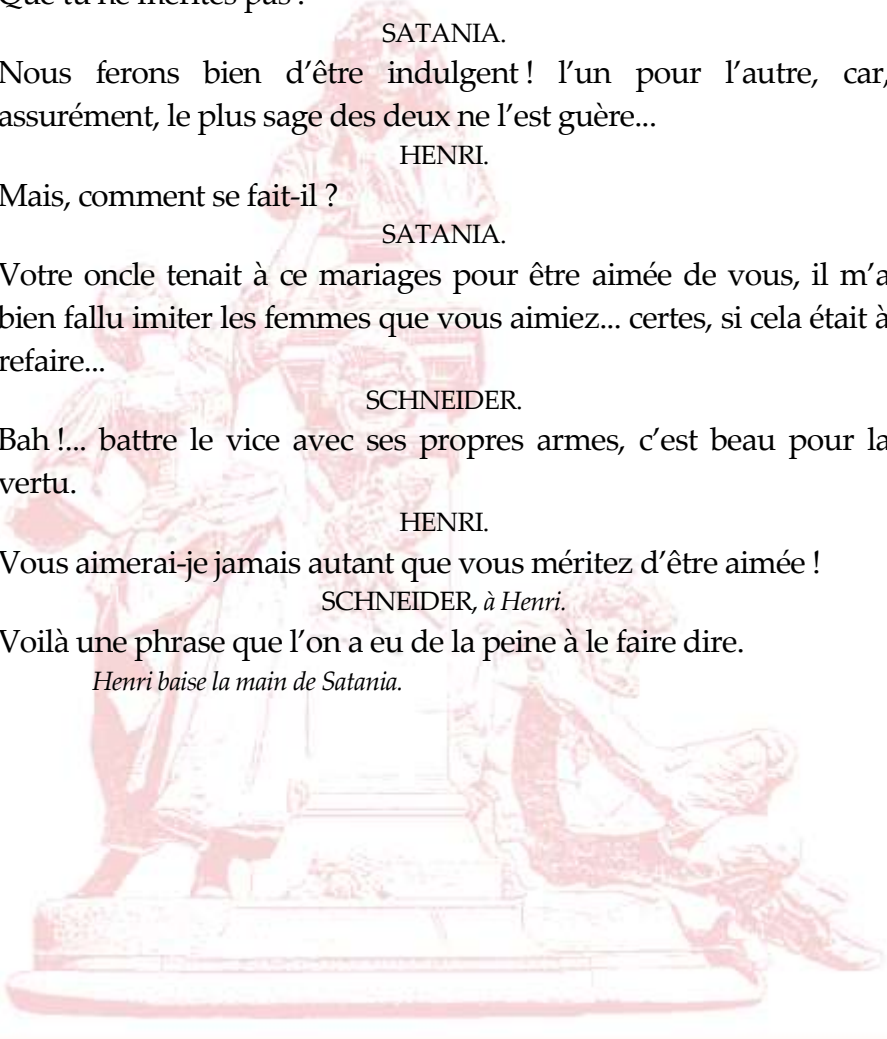 Que tu ne mérites pas !
SATANIA.
Nous ferons bien d’être indulgent ! l’un pour l’autre, car,
assurément, le plus sage des deux ne l’est guère...
HENRI.
Mais, comment se fait-il ?
SATANIA.
Votre oncle tenait à ce mariages pour être aimée de vous, il m’a
bien fallu imiter les femmes que vous aimiez... certes, si cela était à
refaire...
SCHNEIDER.
Bah !... battre le vice avec ses propres armes, c’est beau pour la
vertu.
HENRI.
Vous aimerai-je jamais autant que vous méritez d’être aimée !
SCHNEIDER, à Henri.
Voilà une phrase que l’on a eu de la peine à le faire dire.
Henri baise la main de Satania.